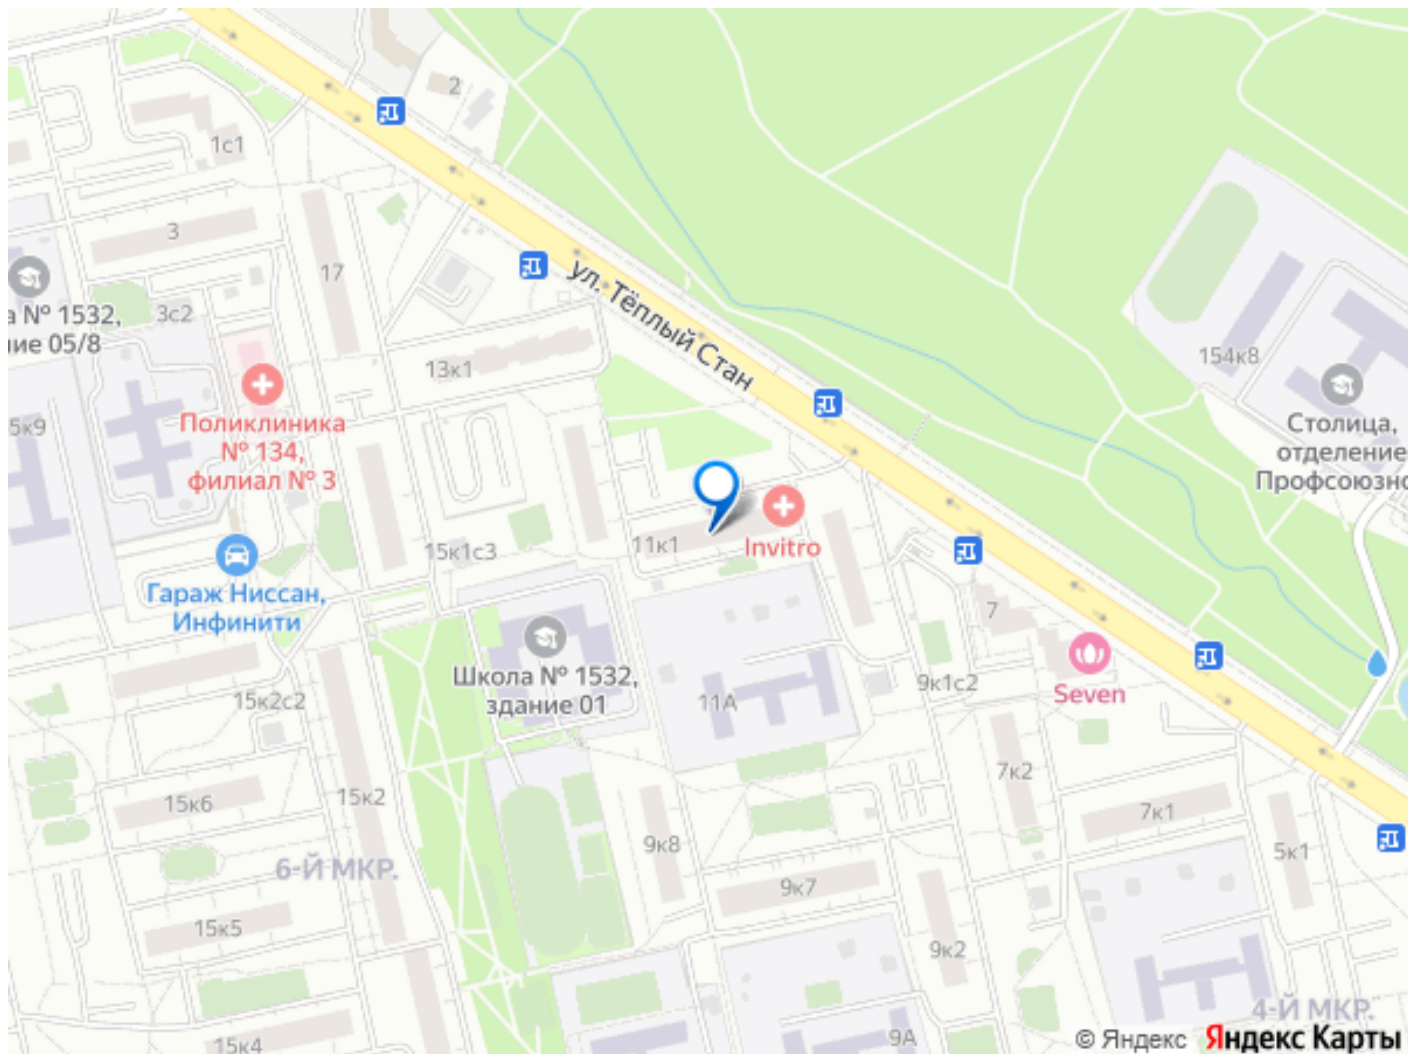 2
1с1
3
17
3с2
а № 1532,
ние 05/8
ул. Тёплый Стан
13к1
154к8
5к9
Поликлиника
№ 134,
филиал № 3
Столица,
отделение
Профсоюзно
11к1
Invitro
15к1с3
Гараж Ниссан,
Инфинити
7
Школа № 1532,
здание 01
11А
9к1с2
Seven
15к2с2
7к2
15к6
15к2
7к1
9к8
5к1
6-Й МКР.
9к7
15к5
9к2
4-Й МКР.
9А
15к4
© Яндекс Яндекс Карты